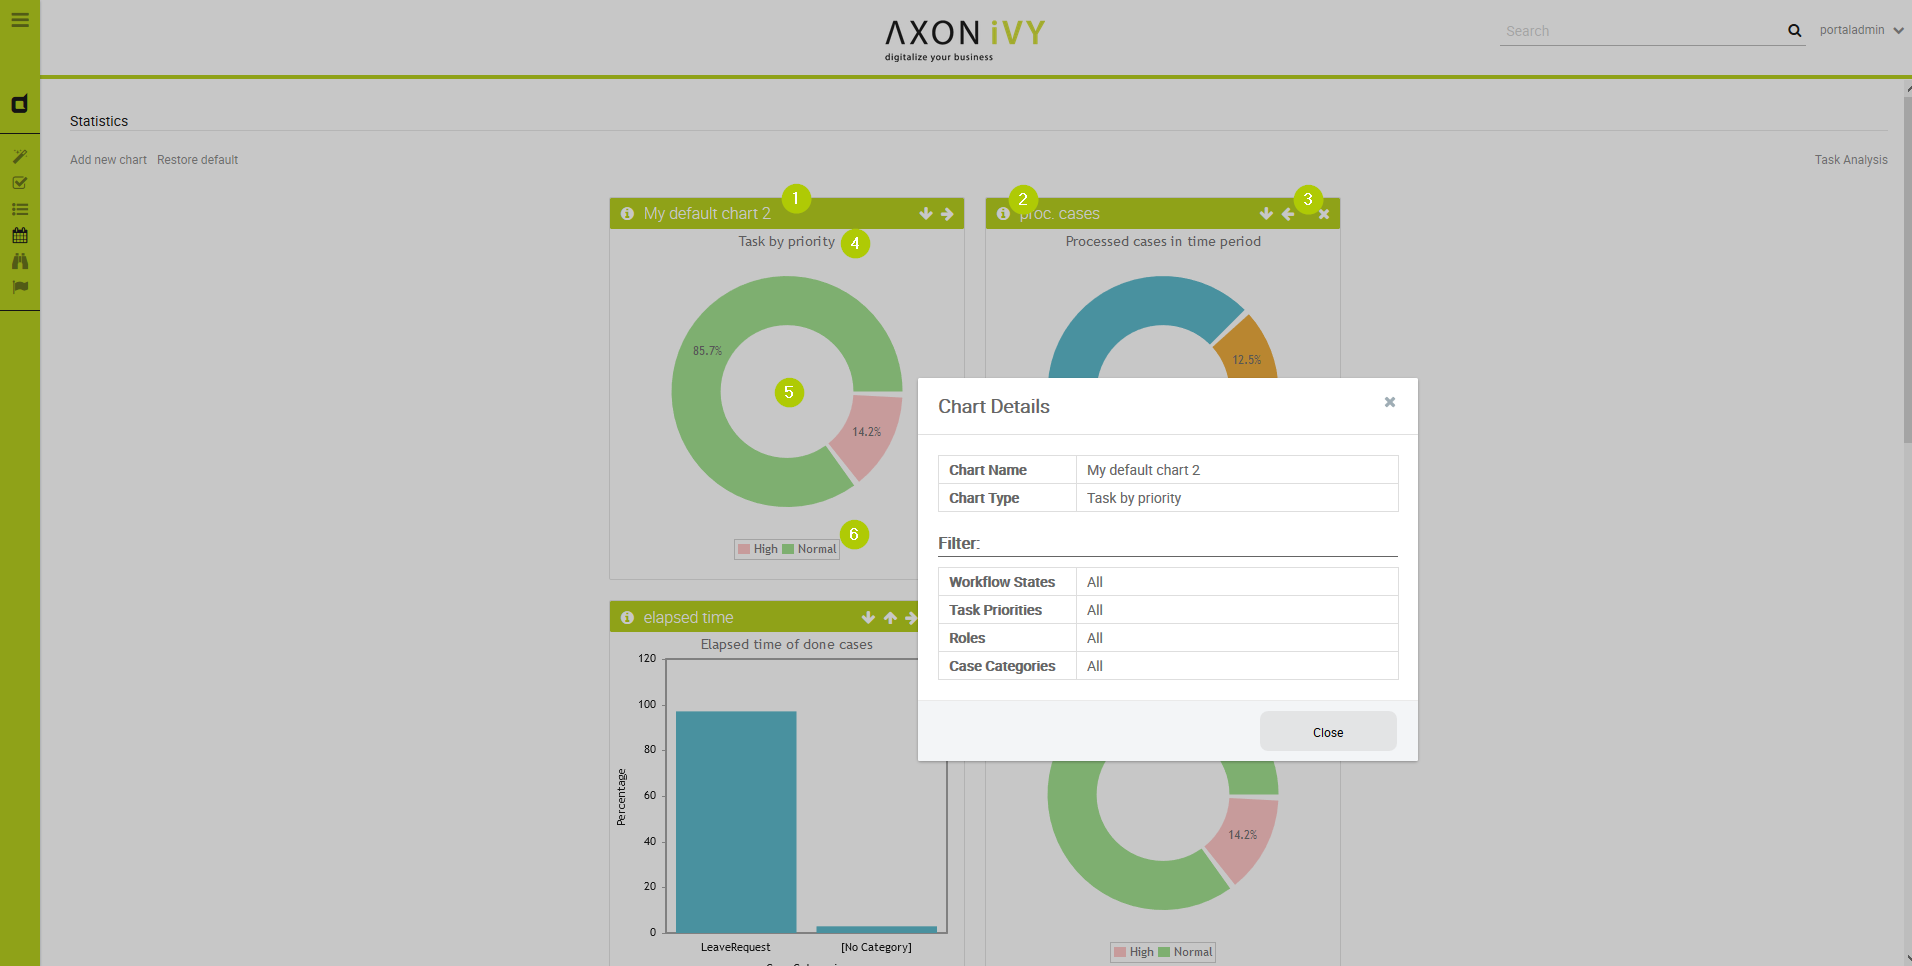 AXON iVY
digitalize your business
Search
portaladmin
Statistics
Add new chart Restore default
Task Analysis
1
My default chart 2
Task by priority
4
85.7%
5
14.2%
6
High Normal
2
3
proc. cases
Processed cases in time period
12.5%
Chart Details
Chart Name My default chart 2
Chart Type Task by priority
Filter:
Workflow States All
Task Priorities All
Roles All
Case Categories All
Close
elapsed time
Elapsed time of done cases
120
100
80
60
40
20
0
Percentage
LeaveRequest [No Category]
14.2%
High Normal